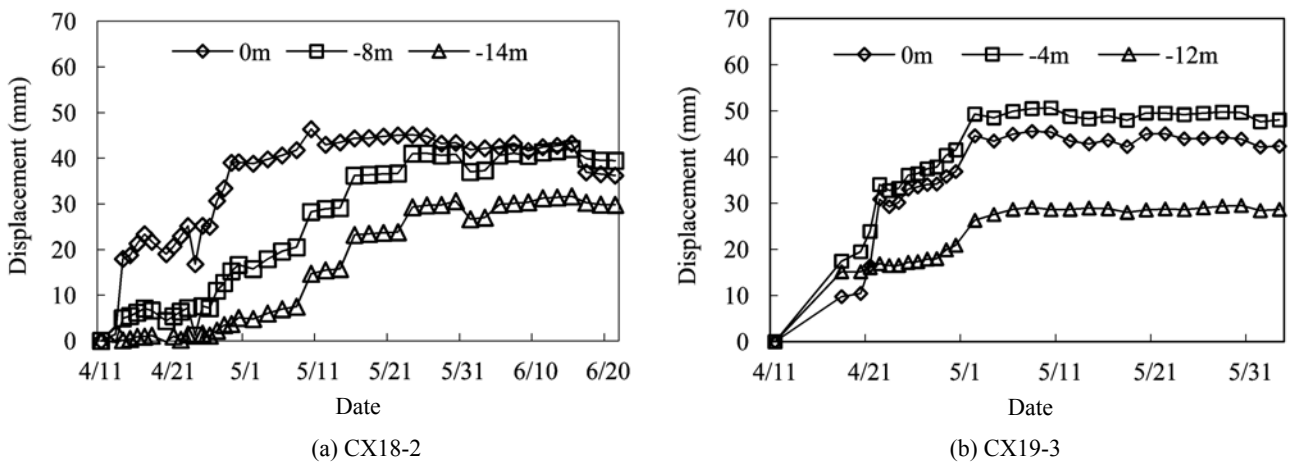 70
60
50
40
30
20
10
0
Displacement (mm)
0m -8m -14m
4/11 4/21 5/1 5/11 5/21 5/31 6/10 6/20
Date
(a) CX18-2
70
60
50
40
30
20
10
0
Displacement (mm)
0m -4m -12m
4/11 4/21 5/1 5/11 5/21 5/31
Date
(b) CX19-3